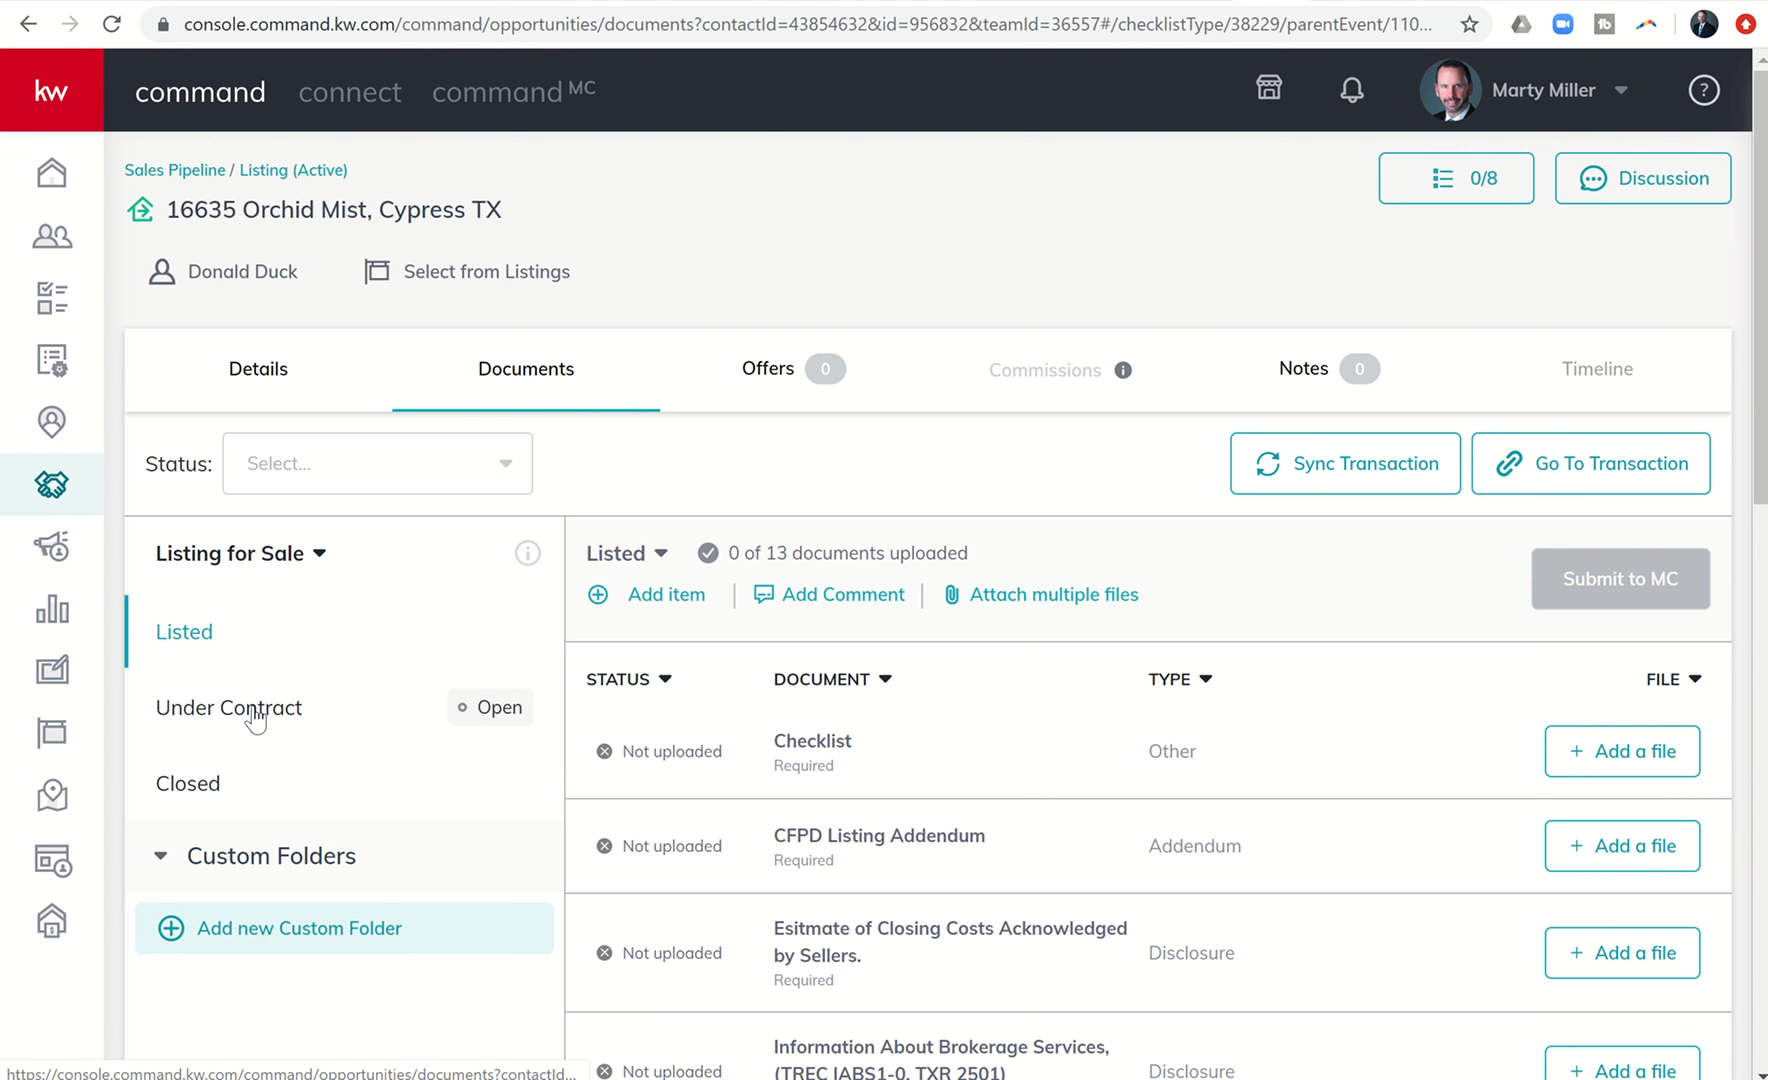 console.command.kw.com/command/opportunities/documents?contactId=43854632&id=956832&teamId=36557#/checklistType/38229/parentEvent/110...
kw
command connect command MC
Marty Miller
?
Sales Pipeline / Listing (Active)
0/8
Discussion
16635 Orchid Mist, Cypress TX
Donald Duck
Select from Listings
Details
Documents
Offers 0
Commissions i
Notes 0
Timeline
Status: Select...
Sync Transaction
Go To Transaction
Listing for Sale
i
Listed
Under Contract
Open
Closed
Custom Folders
Add new Custom Folder
Listed 0 of 13 documents uploaded
Add item | Add Comment | Attach multiple files
Submit to MC
STATUS DOCUMENT TYPE FILE
Not uploaded
Checklist
Required
Other
+ Add a file
Not uploaded
CFPD Listing Addendum
Required
Addendum
+ Add a file
Not uploaded
Esitmate of Closing Costs Acknowledged
by Sellers.
Required
Disclosure
+ Add a file
Not uploaded
Information About Brokerage Services,
(TREC IABS1-0, TXR 2501)
Disclosure
+ Add a file
https://console.command.kw.com/command/opportunities/documents?contactId...